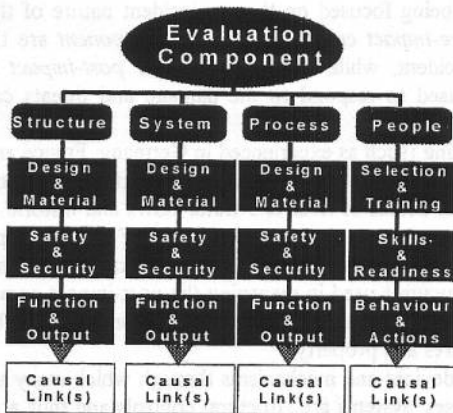 Evaluation
Component
Structure
System
Process
People
Design
&
Material
Design
&
Material
Design
&
Material
Selection
&
Training
Safety
&
Security
Safety
&
Security
Safety
&
Security
Skills
&
Readiness
Function
&
Output
Function
&
Output
Function
&
Output
Behaviour
&
Actions
Causal
Link(s)
Causal
Link(s)
Causal
Link(s)
Causal
Link(s)